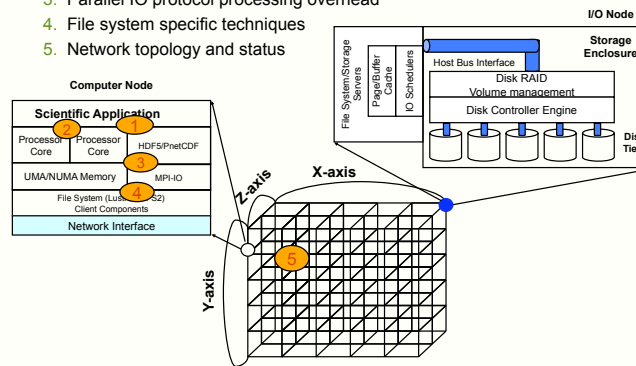 3. Parallel IO protocol processing overhead
4. File system specific techniques
5. Network topology and status
I/O Node
Storage
Enclosure
Host Bus Interface
Disk RAID
Volume management
Disk Controller Engine
File System/Storage
Servers
Page/Buffer
Cache
IO Schedulers
Computer Node
Scientific Application
1
2
Processor
Core
Processor
Core
HDF5/PnetCDF
3
UMA/NUMA Memory
MPI-IO
4
File System
S2)
Client Components
Network Interface
X-axis
Z-axis
Y-axis
5